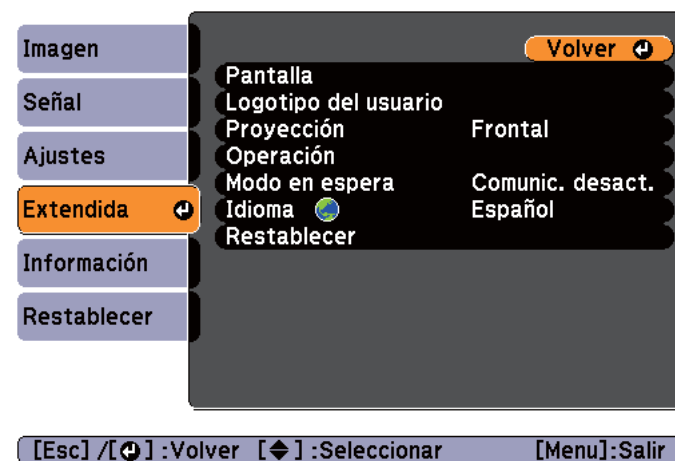 Imagen
Señal
Ajustes
Extendida
Información
Restablecer
Volver
Pantalla
Logotipo del usuario
Proyección Frontal
Operación
Modo en espera Comunic. desact.
Idioma Español
Restablecer
[Esc] /[ ] :Volver [ ] :Seleccionar [Menu]:Salir